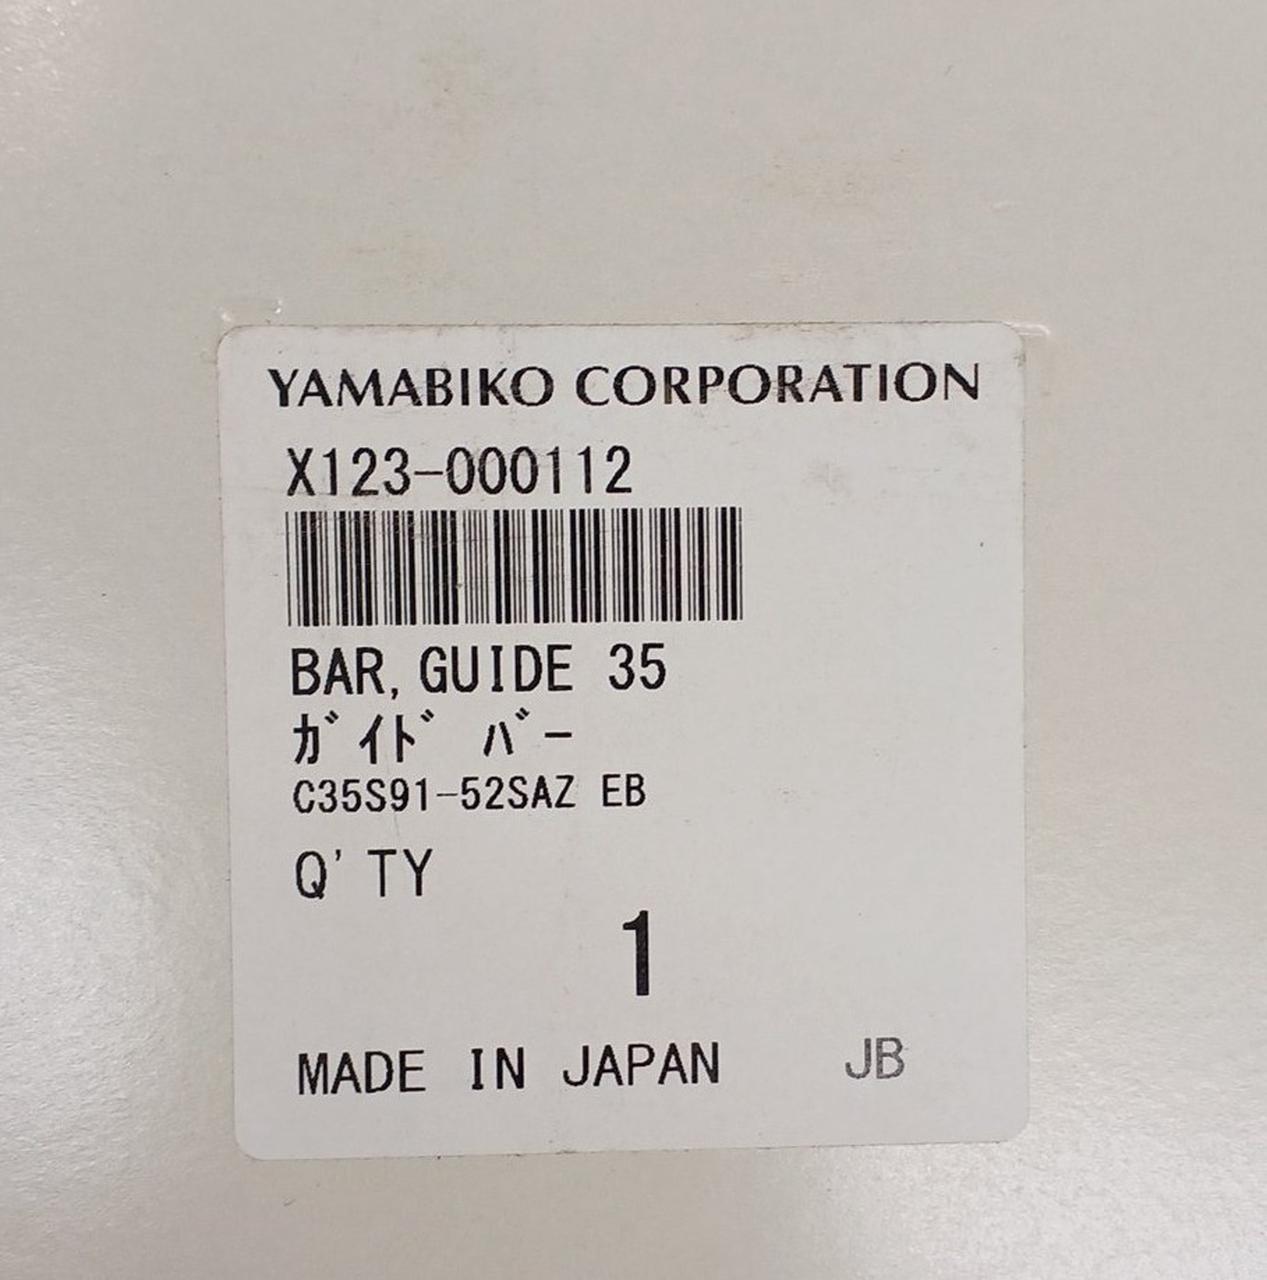 YAMABIKO CORPORATION
X123-000112
BAR, GUIDE 35
ｶﾞｲﾄﾞ ﾊﾞｰ
C35S91-52SAZ EB
Q'TY
1
MADE IN JAPAN JB